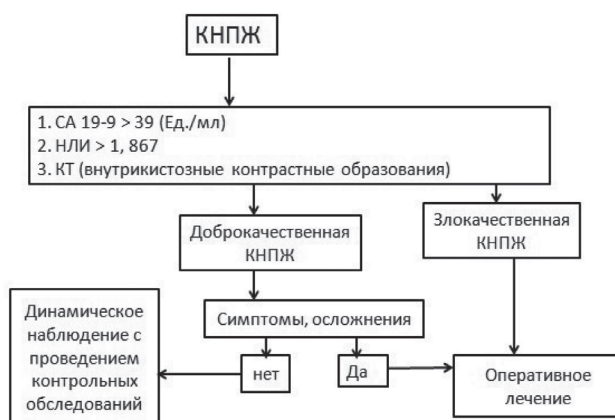 КНПЖ
1. СА 19-9 > 39 (Ед./мл)
2. НЛИ > 1, 867
3. КТ (внутрикистозные контрастные образования)
Доброкачественная
КНПЖ
Злокачественная
КНПЖ
Симптомы, осложнения
Динамическое
наблюдение с
проведением
контрольных
обследований
нет
Да
Оперативное
лечение